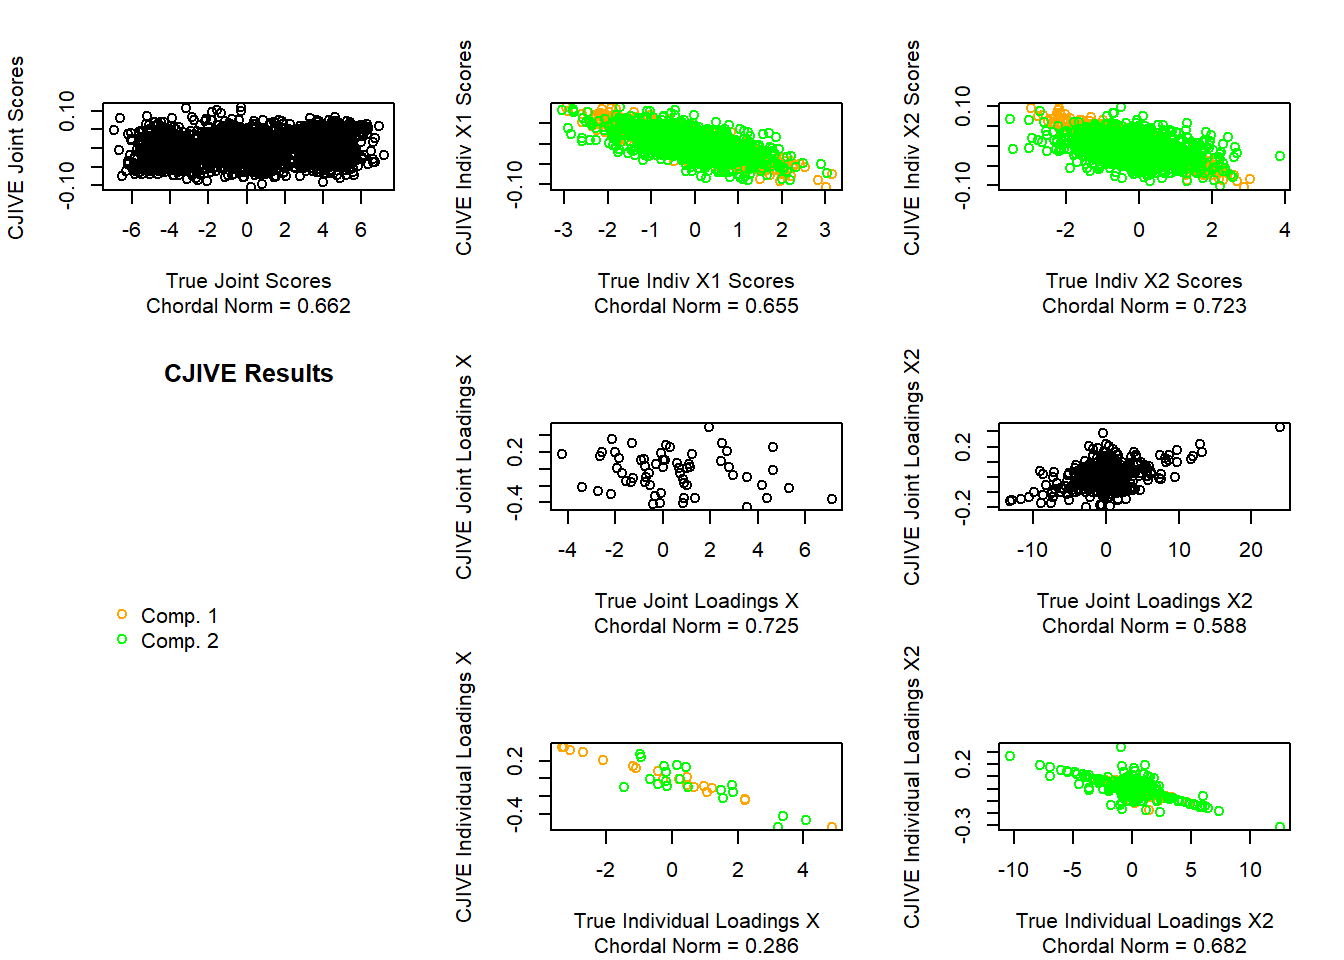 CJIVE Joint Scores
0.10
-0.10
-6 -4 -2 0 2 4 6
True Joint Scores
Chordal Norm = 0.662
CJIVE Indiv X1 Scores
-0.10
-3 -2 -1 0 1 2 3
True Indiv X1 Scores
Chordal Norm = 0.655
CJIVE Indiv X2 Scores
0.10
-0.10
-2 0 2 4
True Indiv X2 Scores
Chordal Norm = 0.723
CJIVE Results
CJIVE Joint Loadings X
0.2
-0.4
-4 -2 0 2 4 6
True Joint Loadings X
Chordal Norm = 0.725
CJIVE Joint Loadings X2
0.2
-0.2
-10 0 10 20
True Joint Loadings X2
Chordal Norm = 0.588
Comp. 1
Comp. 2
CJIVE Individual Loadings X
0.2
-0.4
-2 0 2 4
True Individual Loadings X
Chordal Norm = 0.286
CJIVE Individual Loadings X2
0.2
-0.3
-10 -5 0 5 10
True Individual Loadings X2
Chordal Norm = 0.682